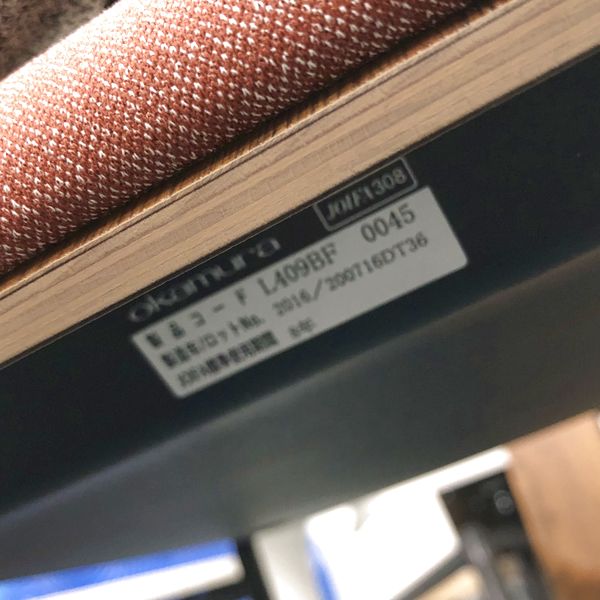 okamura JOIFA308
製品コード L409BF 0045
製造年/ロットNo. 2016/200716DT36
JOIFA標準使用期間 8年